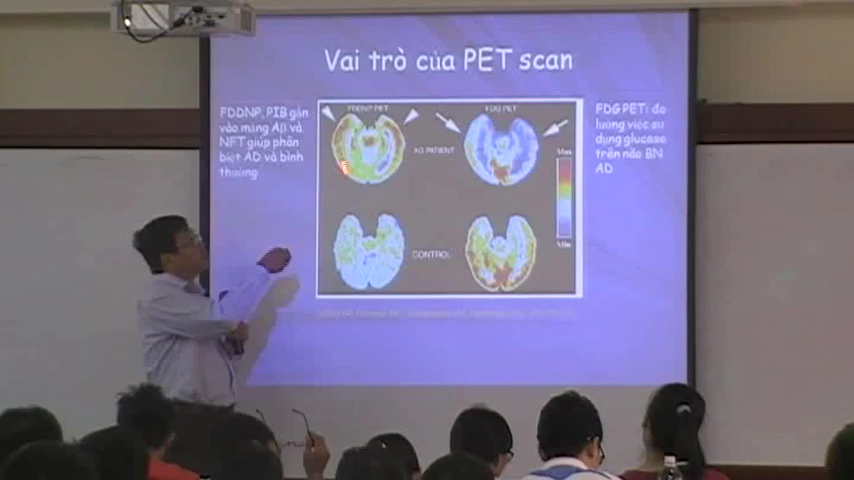 Vai trò của PET scan
FDDNP, PIB gắn
vào mảng Aβ và
NFT giúp phân
biệt AD và bình
thường
FDDNP PET
FDG PET
AD PATIENT
CONTROL
Max
Min
FDG PET: đo
lường việc sử
dụng glucose
trên não BN
AD